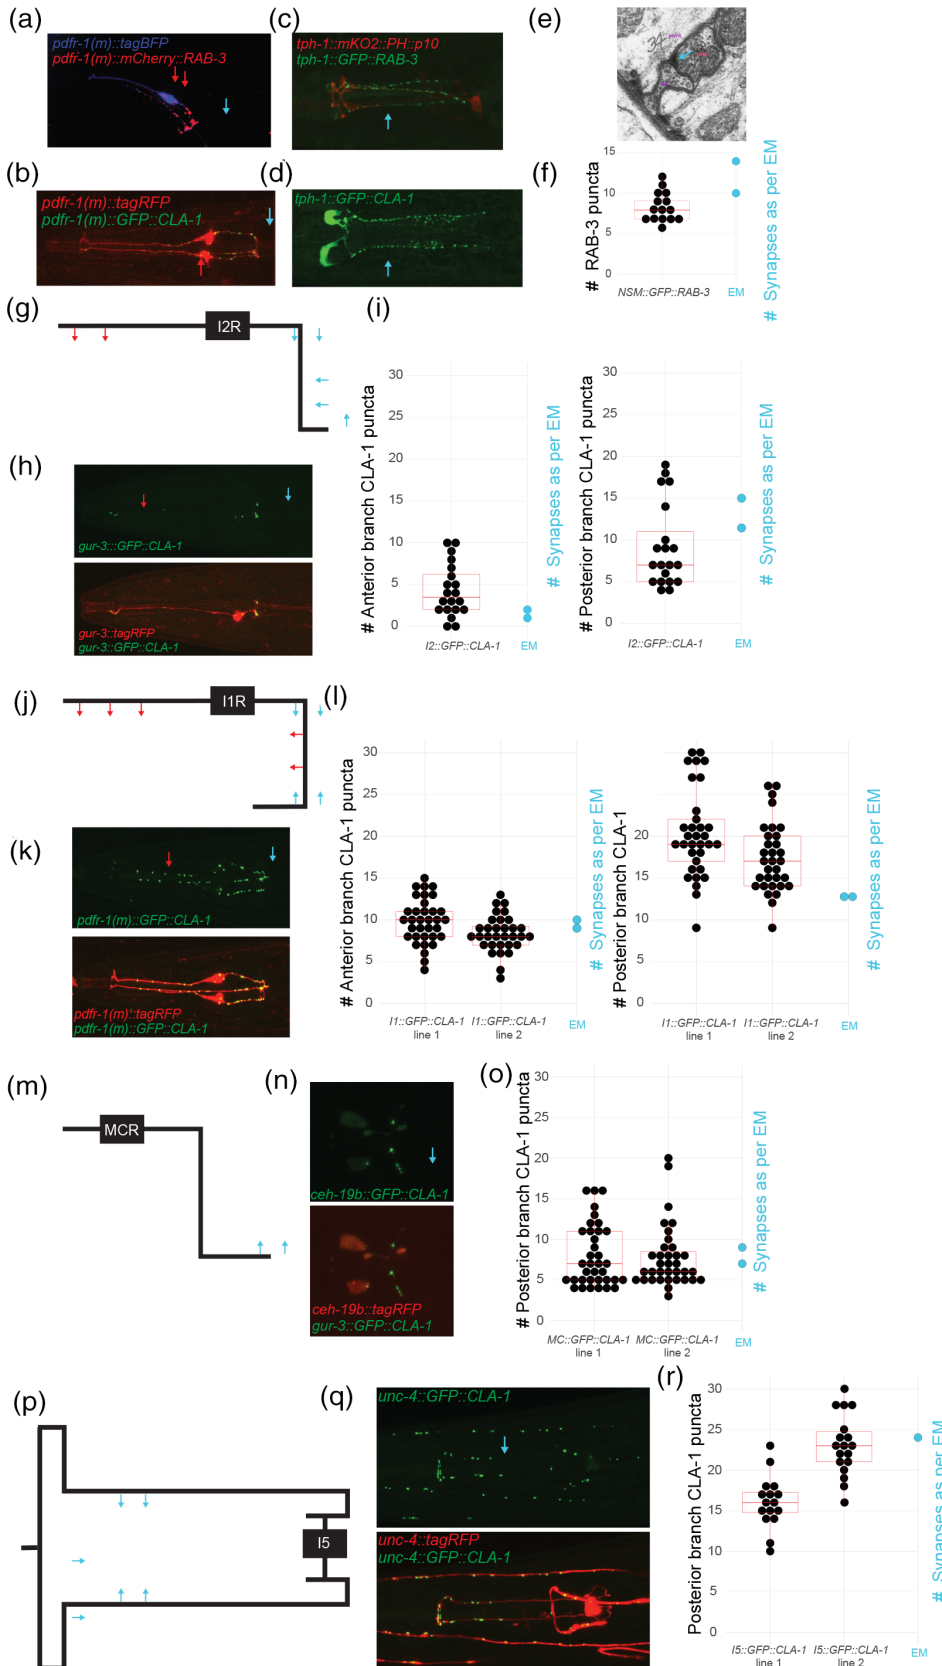 (a)
pdfr-1(m)::tagBFP
pdfr-1(m)::mCherry::RAB-3
(c)
tph-1::mKO2::PH::p10
tph-1::GFP::RAB-3
(e)
(b)
pdfr-1(m)::tagRFP
pdfr-1(m)::GFP::CLA-1
(d)
tph-1::GFP::CLA-1
(f)
# RAB-3 puncta
15
10
5
0
NSM::GFP::RAB-3
EM
# Synapses as per EM
(g)
I2R
(h)
gur-3::GFP::CLA-1
gur-3::tagRFP
gur-3::GFP::CLA-1
(i)
# Anterior branch CLA-1 puncta
30
25
20
15
10
5
0
I2::GFP::CLA-1
EM
# Synapses as per EM
# Posterior branch CLA-1 puncta
30
25
20
15
10
5
0
I2::GFP::CLA-1
EM
# Synapses as per EM
(j)
I1R
(k)
pdfr-1(m)::GFP::CLA-1
pdfr-1(m)::tagRFP
pdfr-1(m)::GFP::CLA-1
(l)
# Anterior branch CLA-1 puncta
30
25
20
15
10
5
0
I1::GFP::CLA-1
line 1
I1::GFP::CLA-1
line 2
EM
# Synapses as per EM
# Posterior branch CLA-1
30
20
10
0
I1::GFP::CLA-1
line 1
I1::GFP::CLA-1
line 2
EM
# Synapses as per EM
(m)
MCR
(n)
ceh-19b::GFP::CLA-1
ceh-19b::tagRFP
gur-3::GFP::CLA-1
(o)
# Posterior branch CLA-1 puncta
30
25
20
15
10
5
0
MC::GFP::CLA-1
line 1
MC::GFP::CLA-1
line 2
EM
# Synapses as per EM
(p)
I5
(q)
unc-4::GFP::CLA-1
unc-4::tagRFP
unc-4::GFP::CLA-1
(r)
Posterior branch CLA-1 puncta
30
25
20
15
10
5
0
I5::GFP::CLA-1
line 1
I5::GFP::CLA-1
line 2
EM
# Synapses as per EM